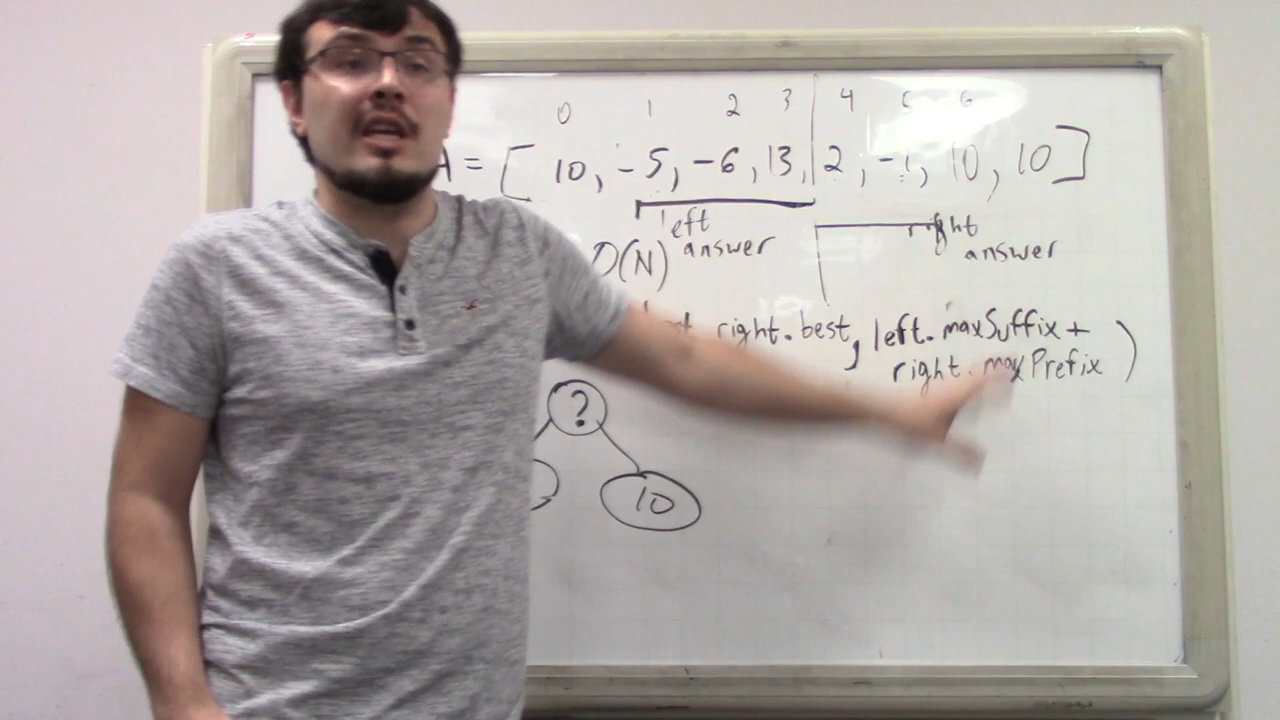 0 1 2 3 4 5 6
A = [ 10, -5, -6, 13, 2, -1, 10, 10 ]
left right
answer answer
O(N)
right.best, left.maxSuffix +
right.maxPrefix )
?
10